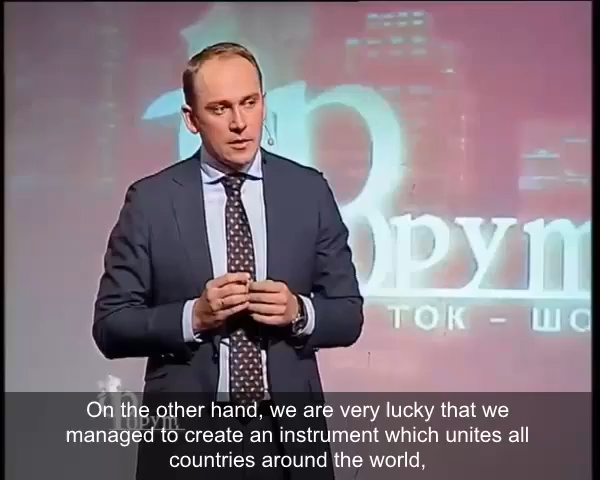 Форум
ТОК – ШО
On the other hand, we are very lucky that we
managed to create an instrument which unites all
countries around the world,